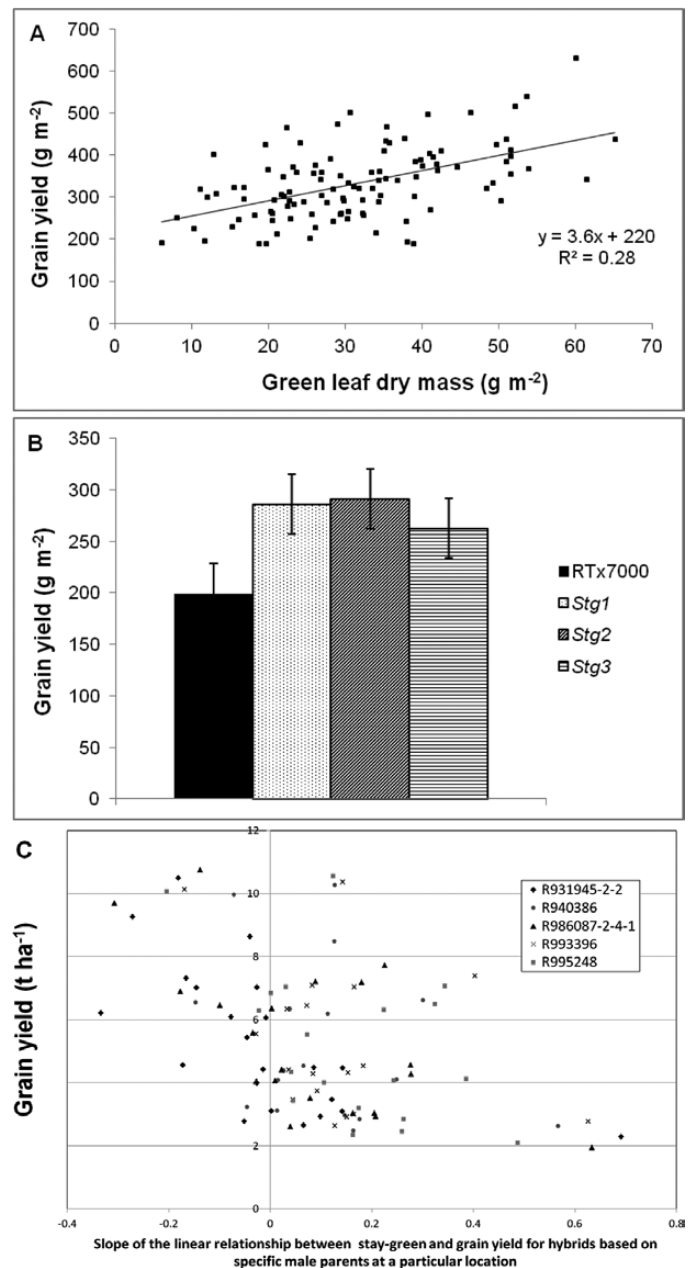 A
700
600
500
400
300
200
100
0
Grain yield (g m⁻²)
y = 3.6x + 220
R² = 0.28
0 10 20 30 40 50 60 70
Green leaf dry mass (g m⁻²)
B
350
300
250
200
150
100
50
0
Grain yield (g m⁻²)
RTx7000
Stg1
Stg2
Stg3
C
12
10
8
6
4
2
0
Grain yield (t ha⁻¹)
R931945-2-2
R940386
R986087-2-4-1
R993396
R995248
-0.4 -0.2 0 0.2 0.4 0.6 0.8
Slope of the linear relationship between stay-green and grain yield for hybrids based on
specific male parents at a particular location